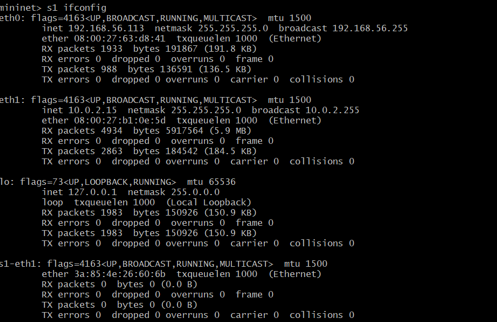 mininet> s1 ifconfig
eth0: flags=4163<UP,BROADCAST,RUNNING,MULTICAST>  mtu 1500
        inet 192.168.56.113  netmask 255.255.255.0  broadcast 192.168.56.255
        ether 08:00:27:63:d8:41  txqueuelen 1000  (Ethernet)
        RX packets 1933  bytes 191867 (191.8 KB)
        RX errors 0  dropped 0  overruns 0  frame 0
        TX packets 988  bytes 136591 (136.5 KB)
        TX errors 0  dropped 0 overruns 0  carrier 0  collisions 0

eth1: flags=4163<UP,BROADCAST,RUNNING,MULTICAST>  mtu 1500
        inet 10.0.2.15  netmask 255.255.255.0  broadcast 10.0.2.255
        ether 08:00:27:b1:0e:5d  txqueuelen 1000  (Ethernet)
        RX packets 4934  bytes 5917564 (5.9 MB)
        RX errors 0  dropped 0  overruns 0  frame 0
        TX packets 2863  bytes 184542 (184.5 KB)
        TX errors 0  dropped 0 overruns 0  carrier 0  collisions 0

lo: flags=73<UP,LOOPBACK,RUNNING>  mtu 65536
        inet 127.0.0.1  netmask 255.0.0.0
        loop  txqueuelen 1000  (Local Loopback)
        RX packets 1983  bytes 150926 (150.9 KB)
        RX errors 0  dropped 0  overruns 0  frame 0
        TX packets 1983  bytes 150926 (150.9 KB)
        TX errors 0  dropped 0 overruns 0  carrier 0  collisions 0

s1-eth1: flags=4163<UP,BROADCAST,RUNNING,MULTICAST>  mtu 1500
        ether 3a:85:4e:26:60:6b  txqueuelen 1000  (Ethernet)
        RX packets 0  bytes 0 (0.0 B)
        RX errors 0  dropped 0  overruns 0  frame 0
        TX packets 0  bytes 0 (0.0 B)
        TX errors 0  dropped 0 overruns 0  carrier 0  collisions 0